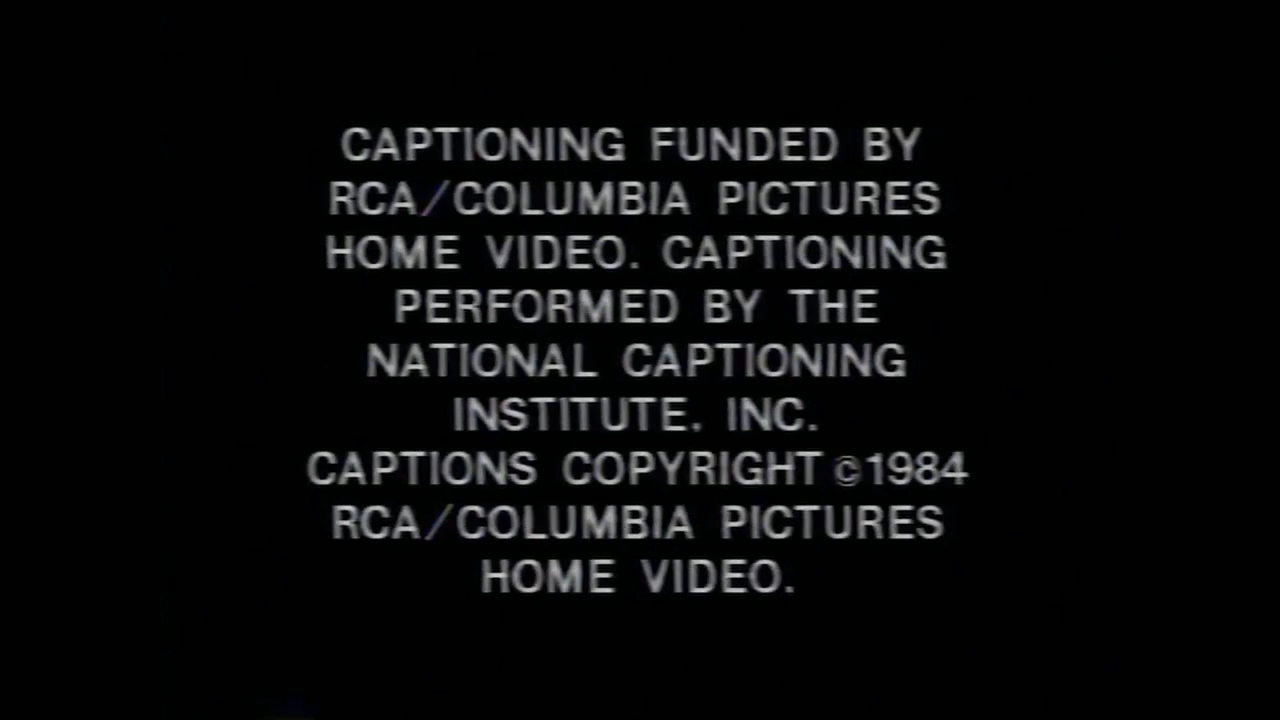 CAPTIONING FUNDED BY
RCA/COLUMBIA PICTURES
HOME VIDEO. CAPTIONING
PERFORMED BY THE
NATIONAL CAPTIONING
INSTITUTE, INC.
CAPTIONS COPYRIGHT ©1984
RCA/COLUMBIA PICTURES
HOME VIDEO.